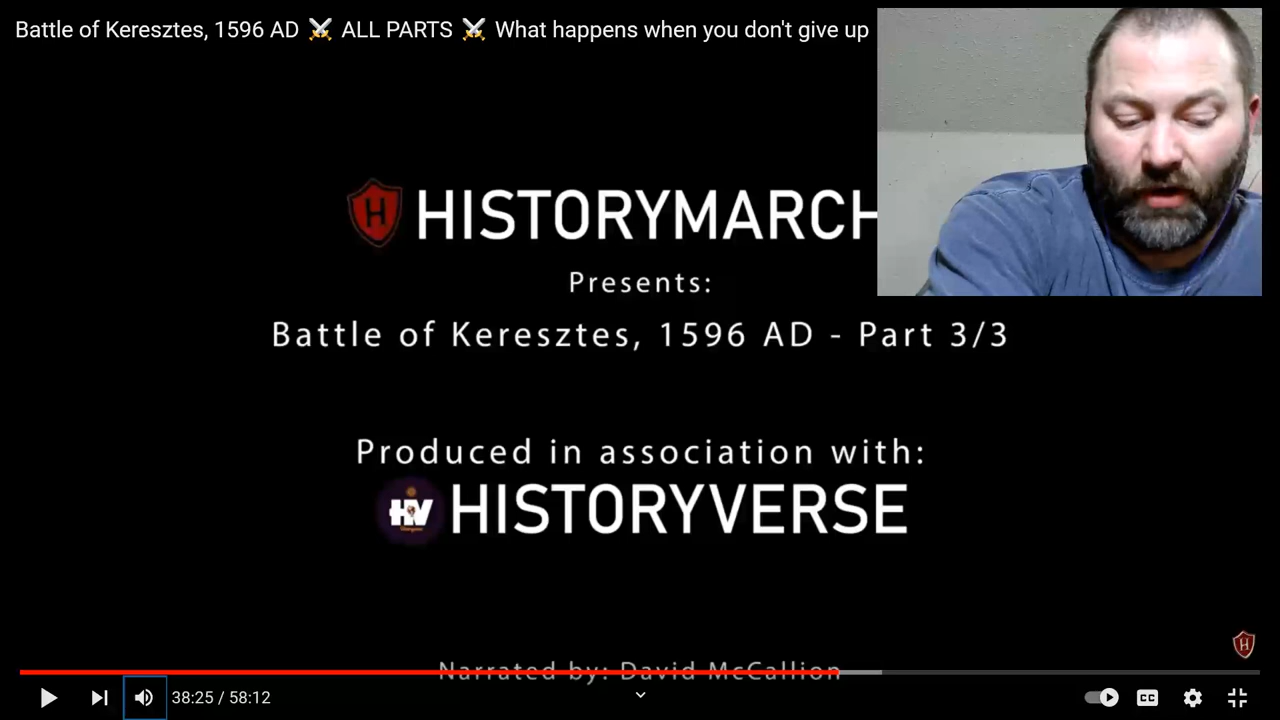 Battle of Keresztes, 1596 AD ⚔️ ALL PARTS ⚔️ What happens when you don't give up
H HISTORYMARCH
Presents:
Battle of Keresztes, 1596 AD - Part 3/3
Produced in association with:
HV HISTORYVERSE
Narrated by: David McCallion
H
38:25 / 58:12
CC